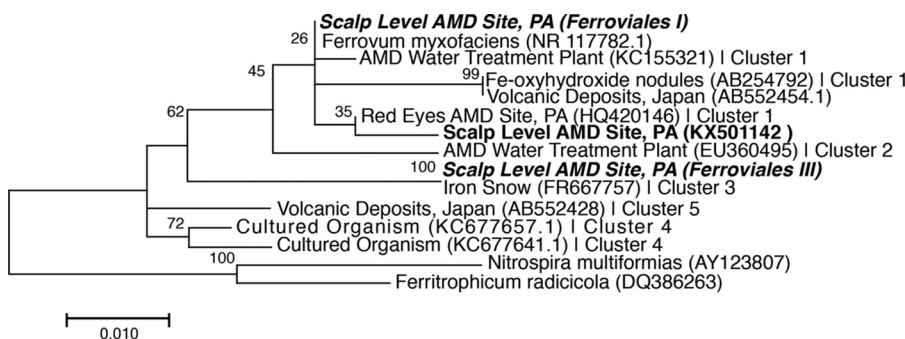 Scalp Level AMD Site, PA (Ferroviales I)
26
Ferrovum myxofaciens (NR 117782.1)
AMD Water Treatment Plant (KC155321) | Cluster 1
45
99
Fe-oxyhydroxide nodules (AB254792) | Cluster 1
Volcanic Deposits, Japan (AB552454.1)
62
35
Red Eyes AMD Site, PA (HQ420146) | Cluster 1
Scalp Level AMD Site, PA (KX501142 )
AMD Water Treatment Plant (EU360495) | Cluster 2
100
Scalp Level AMD Site, PA (Ferroviales III)
Iron Snow (FR667757) | Cluster 3
Volcanic Deposits, Japan (AB552428) | Cluster 5
72
Cultured Organism (KC677657.1) | Cluster 4
Cultured Organism (KC677641.1) | Cluster 4
100
Nitrospira multiformias (AY123807)
Ferritrophicum radicicola (DQ386263)
0.010